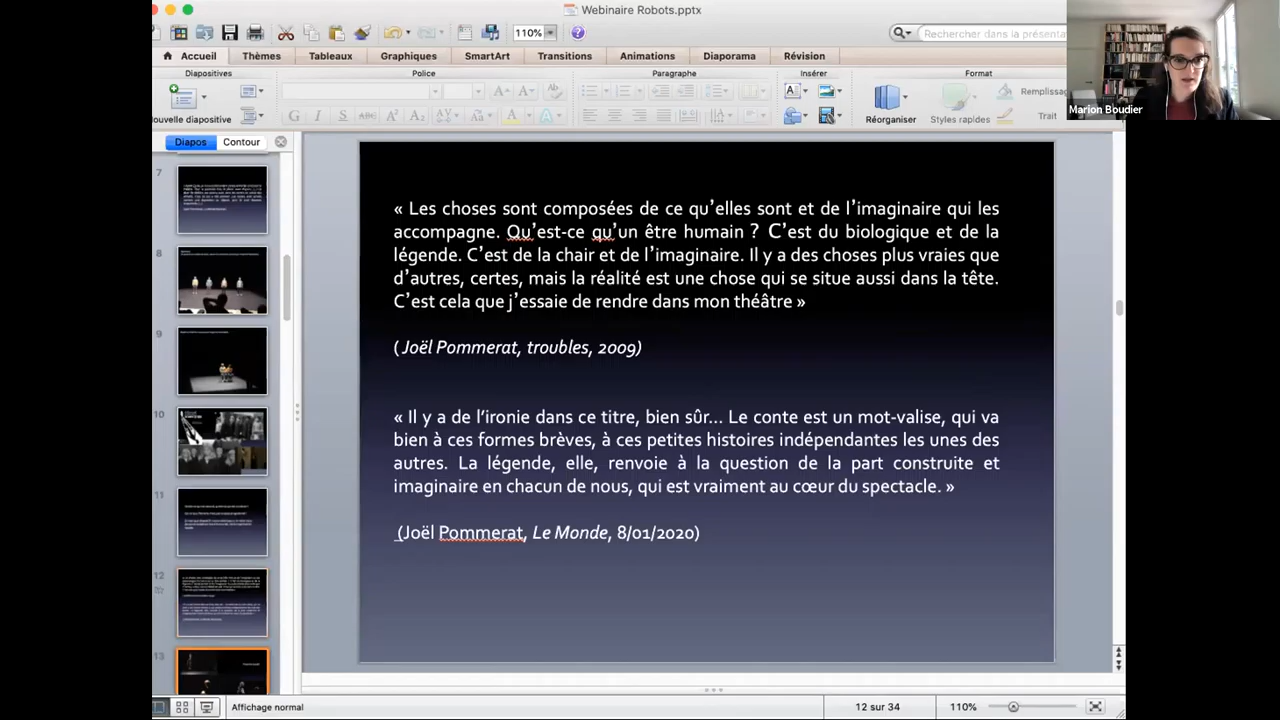 Webinaire Robots.pptx
110%
Rechercher dans la présenta
Accueil
Thèmes
Tableaux
Graphiques
SmartArt
Transitions
Animations
Diaporama
Révision
Diapositives
Police
Paragraphe
Insérer
Format
Nouvelle diapositive
Réorganiser
Styles rapides
Remplissag
Trait
Marion Boudier
Diapos
Contour
7
8
9
10
11
12
13
« Les choses sont composées de ce qu'elles sont et de l'imaginaire qui les
accompagne. Qu'est-ce qu'un être humain ? C'est du biologique et de la
légende. C'est de la chair et de l'imaginaire. Il y a des choses plus vraies que
d'autres, certes, mais la réalité est une chose qui se situe aussi dans la tête.
C'est cela que j'essaie de rendre dans mon théâtre »
(Joël Pommerat, troubles, 2009)
« Il y a de l'ironie dans ce titre, bien sûr... Le conte est un mot-valise, qui va
bien à ces formes brèves, à ces petites histoires indépendantes les unes des
autres. La légende, elle, renvoie à la question de la part construite et
imaginaire en chacun de nous, qui est vraiment au cœur du spectacle. »
(Joël Pommerat, Le Monde, 8/01/2020)
Affichage normal
12 sur 34
110%